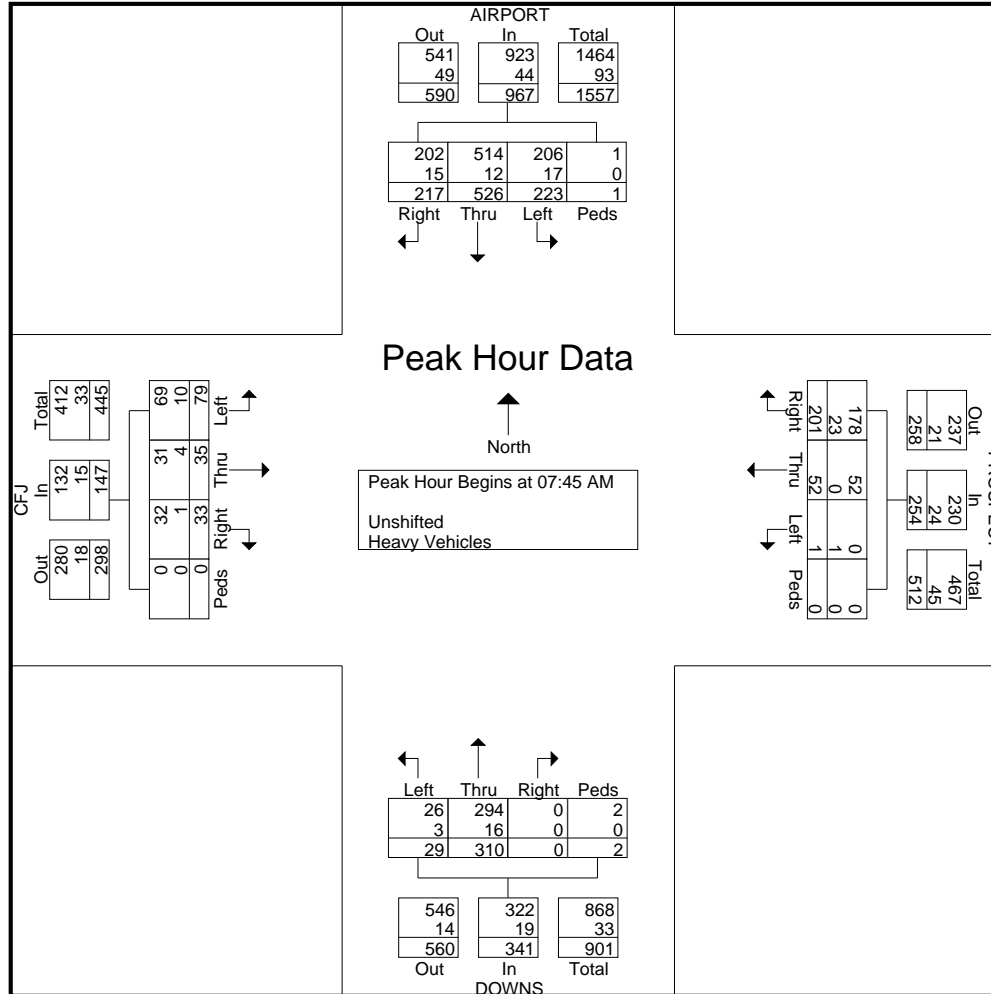 AIRPORT
Out In Total
541 923 1464
49 44 93
590 967 1557
202 514 206 1
15 12 17 0
217 526 223 1
Right Thru Left Peds
Peak Hour Data
North
Peak Hour Begins at 07:45 AM
Unshifted
Heavy Vehicles
CFJ
Total In Out
412 132 280
33 15 18
445 147 298
69 31 32 0
10 4 1 0
79 35 33 0
Left Thru Right Peds
Out In Total
237 230 467
21 24 45
258 254 512
178 52 0 0
23 0 1 0
201 52 1 0
Right Thru Left Peds
Left Thru Right Peds
26 294 0 2
3 16 0 0
29 310 0 2
546 322 868
14 19 33
560 341 901
Out In Total
DOWNS